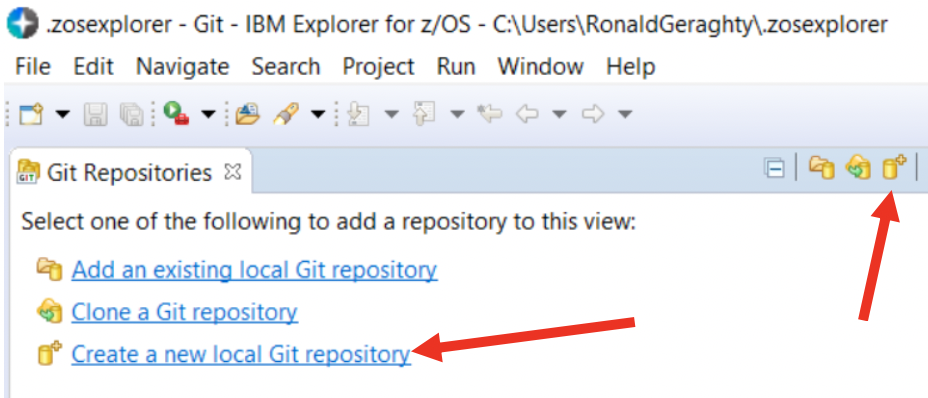 .zosexplorer - Git - IBM Explorer for z/OS - C:\Users\RonaldGeraghty\.zosexplorer
File Edit Navigate Search Project Run Window Help
GIT Git Repositories
Select one of the following to add a repository to this view:
Add an existing local Git repository
Clone a Git repository
Create a new local Git repository